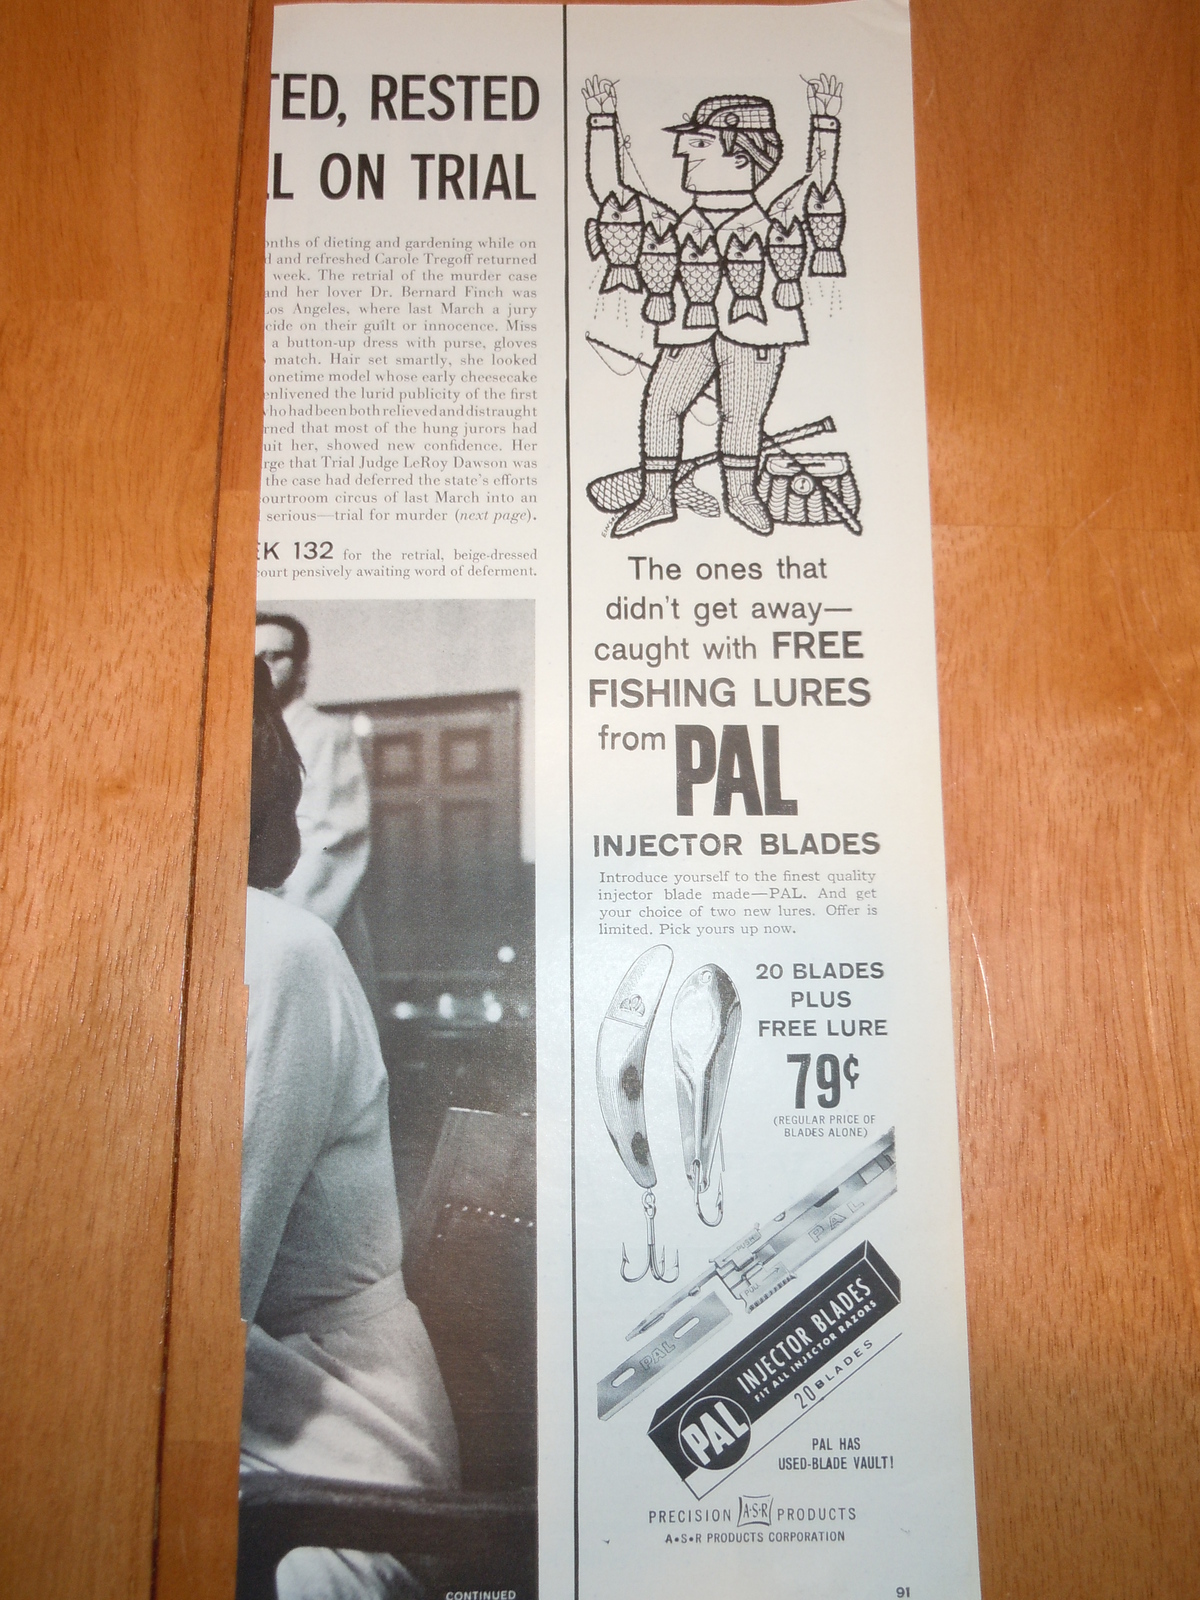 TED, RESTED
L ON TRIAL
onths of dieting and gardening while on
d and refreshed Carole Tregoff returned
week. The retrial of the murder case
and her lover Dr. Bernard Finch was
Los Angeles, where last March a jury
cide on their guilt or innocence. Miss
a button-up dress with purse, gloves
match. Hair set smartly, she looked
onetime model whose early cheesecake
enlivened the lurid publicity of the first
ho had been both relieved and distraught
rned that most of the hung jurors had
uit her, showed new confidence. Her
rge that Trial Judge LeRoy Dawson was
the case had deferred the state's efforts
ourtroom circus of last March into an
serious—trial for murder (next page).
EK 132 for the retrial, beige-dressed
court pensively awaiting word of deferment.
CONTINUED
The ones that
didn't get away—
caught with FREE
FISHING LURES
from PAL
INJECTOR BLADES
Introduce yourself to the finest quality
injector blade made—PAL. And get
your choice of two new lures. Offer is
limited. Pick yours up now.
20 BLADES
PLUS
FREE LURE
79¢
(REGULAR PRICE OF
BLADES ALONE)
PAL
PUSH
PULL
PAL
PAL
INJECTOR BLADES
FIT ALL INJECTOR RAZORS
20 BLADES
PAL HAS
USED-BLADE VAULT!
PRECISION A·S·R PRODUCTS
A•S•R PRODUCTS CORPORATION
91